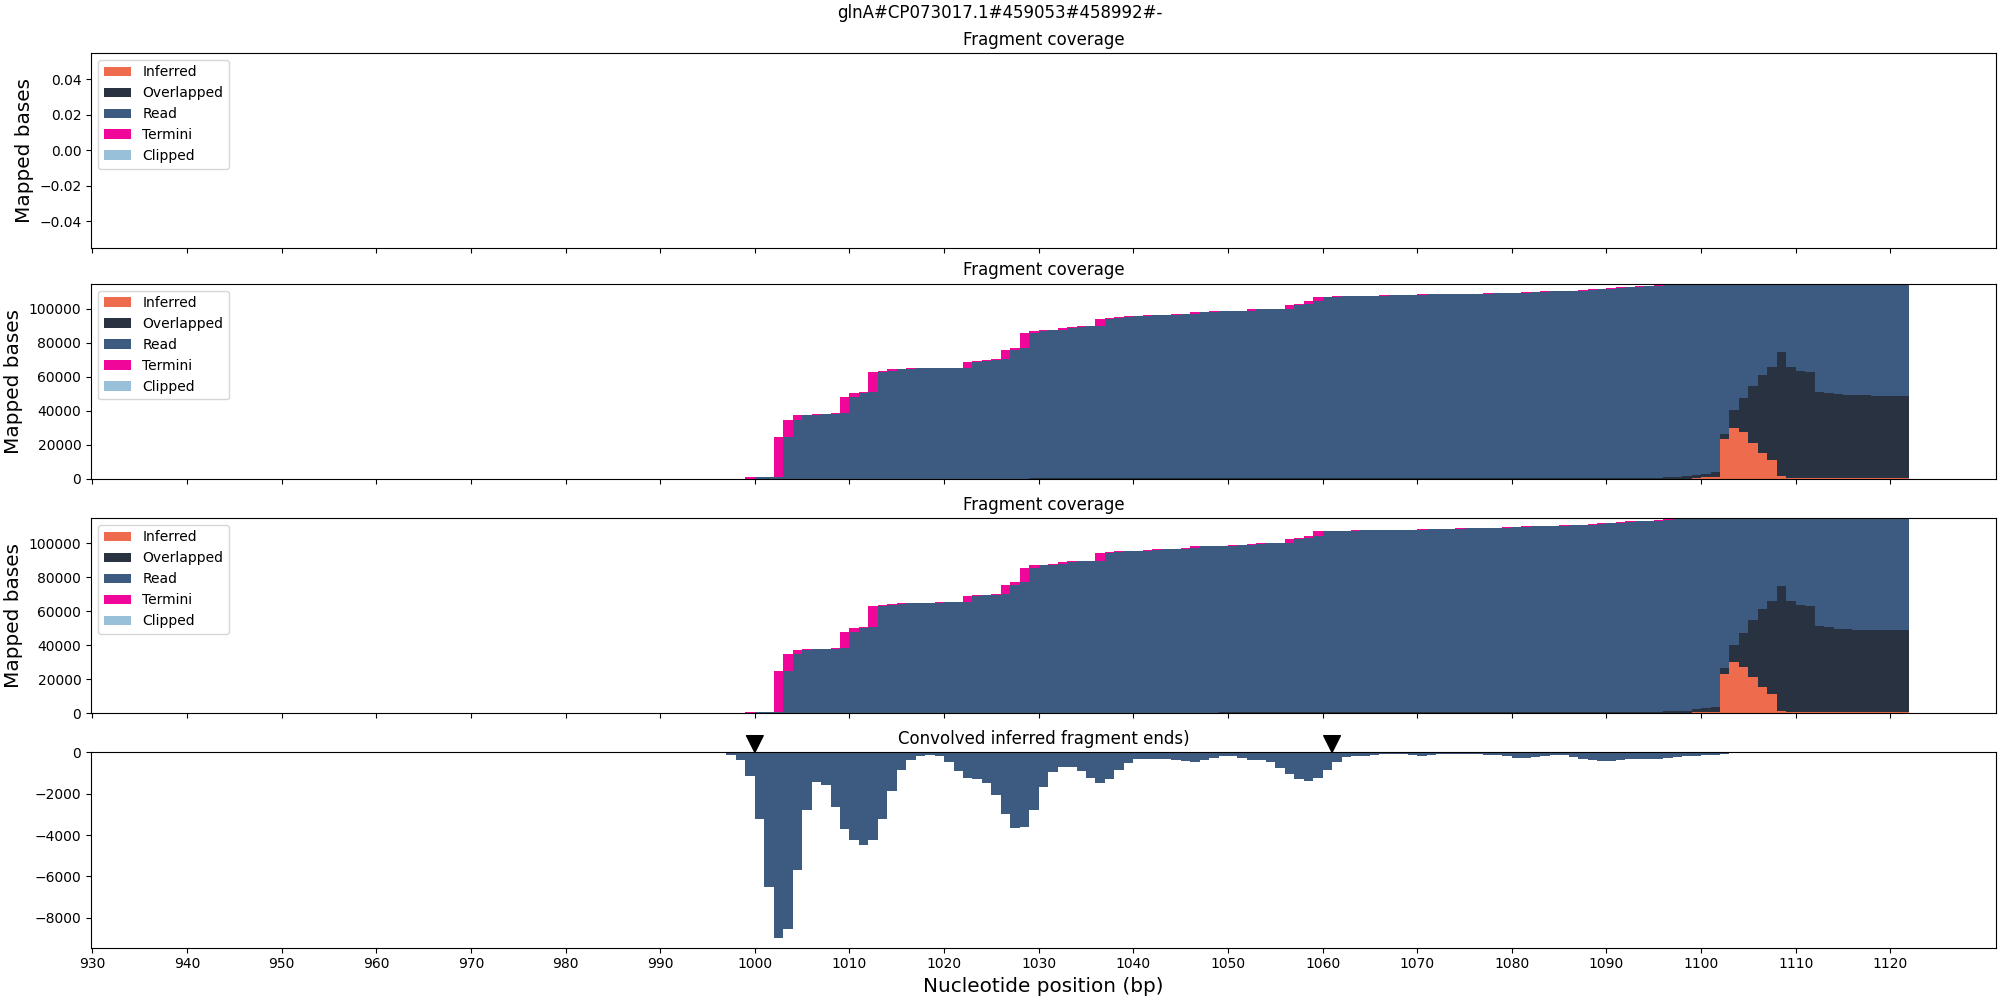 glnA#CP073017.1#459053#458992#-
Fragment coverage
Mapped bases
0.04
0.02
0.00
−0.02
−0.04
Inferred
Overlapped
Read
Termini
Clipped
Fragment coverage
Mapped bases
100000
80000
60000
40000
20000
0
Inferred
Overlapped
Read
Termini
Clipped
Fragment coverage
Mapped bases
100000
80000
60000
40000
20000
0
Inferred
Overlapped
Read
Termini
Clipped
Convolved inferred fragment ends)
0
−2000
−4000
−6000
−8000
930 940 950 960 970 980 990 1000 1010 1020 1030 1040 1050 1060 1070 1080 1090 1100 1110 1120
Nucleotide position (bp)